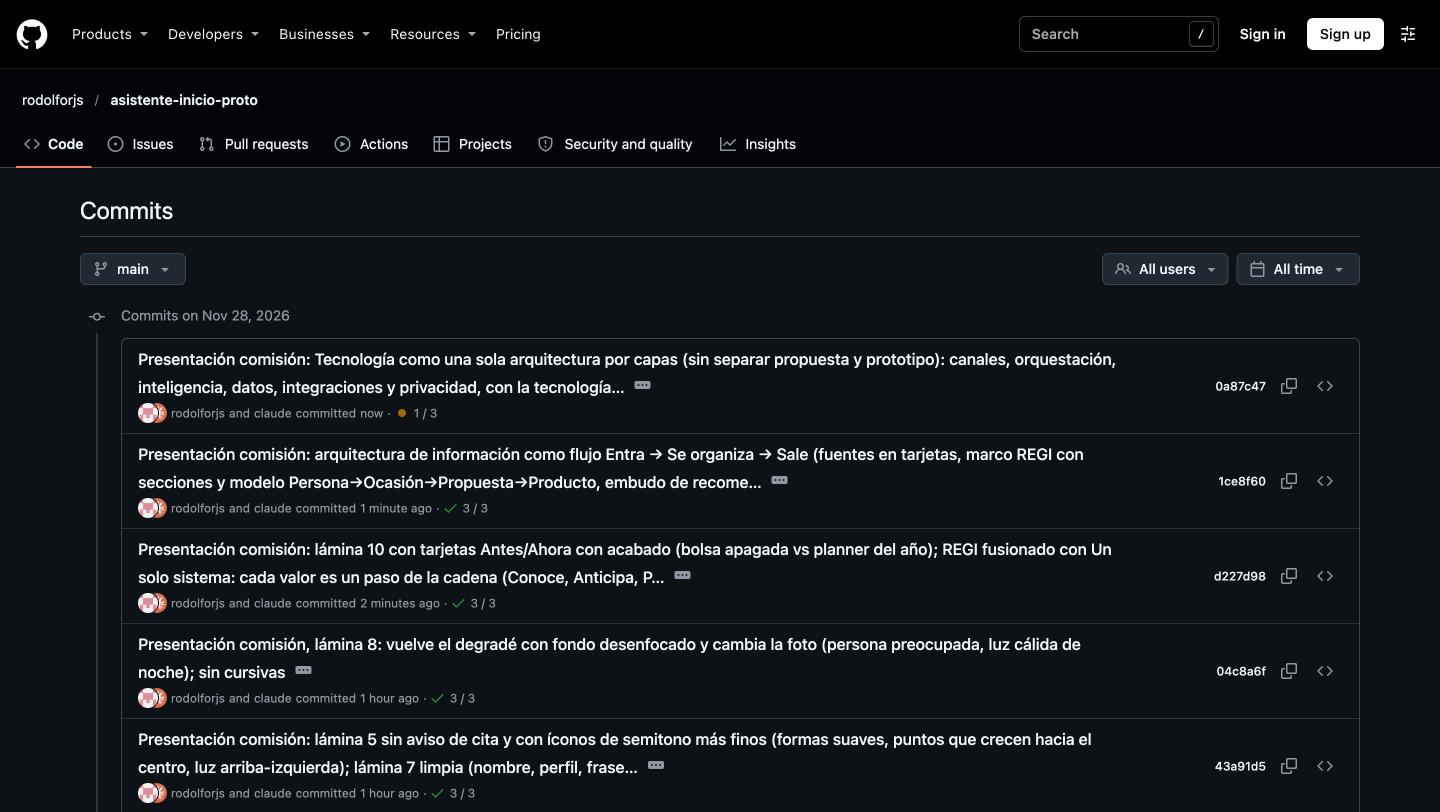 Products
Developers
Businesses
Resources
Pricing
Search
/
Sign in
Sign up
rodolforjs / asistente-inicio-proto
Code
Issues
Pull requests
Actions
Projects
Security and quality
Insights
Commits
main
All users
All time
Commits on Nov 28, 2026
Presentación comisión: Tecnología como una sola arquitectura por capas (sin separar propuesta y prototipo): canales, orquestación,
inteligencia, datos, integraciones y privacidad, con la tecnología...
0a87c47
rodolforjs and claude committed now · 1 / 3
Presentación comisión: arquitectura de información como flujo Entra → Se organiza → Sale (fuentes en tarjetas, marco REGI con
secciones y modelo Persona→Ocasión→Propuesta→Producto, embudo de recome...
1ce8f60
rodolforjs and claude committed 1 minute ago · 3 / 3
Presentación comisión: lámina 10 con tarjetas Antes/Ahora con acabado (bolsa apagada vs planner del año); REGI fusionado con Un
solo sistema: cada valor es un paso de la cadena (Conoce, Anticipa, P...
d227d98
rodolforjs and claude committed 2 minutes ago · 3 / 3
Presentación comisión, lámina 8: vuelve el degradé con fondo desenfocado y cambia la foto (persona preocupada, luz cálida de
noche); sin cursivas
04c8a6f
rodolforjs and claude committed 1 hour ago · 3 / 3
Presentación comisión: lámina 5 sin aviso de cita y con íconos de semitono más finos (formas suaves, puntos que crecen hacia el
centro, luz arriba-izquierda); lámina 7 limpia (nombre, perfil, frase...
43a91d5
rodolforjs and claude committed 1 hour ago · 3 / 3